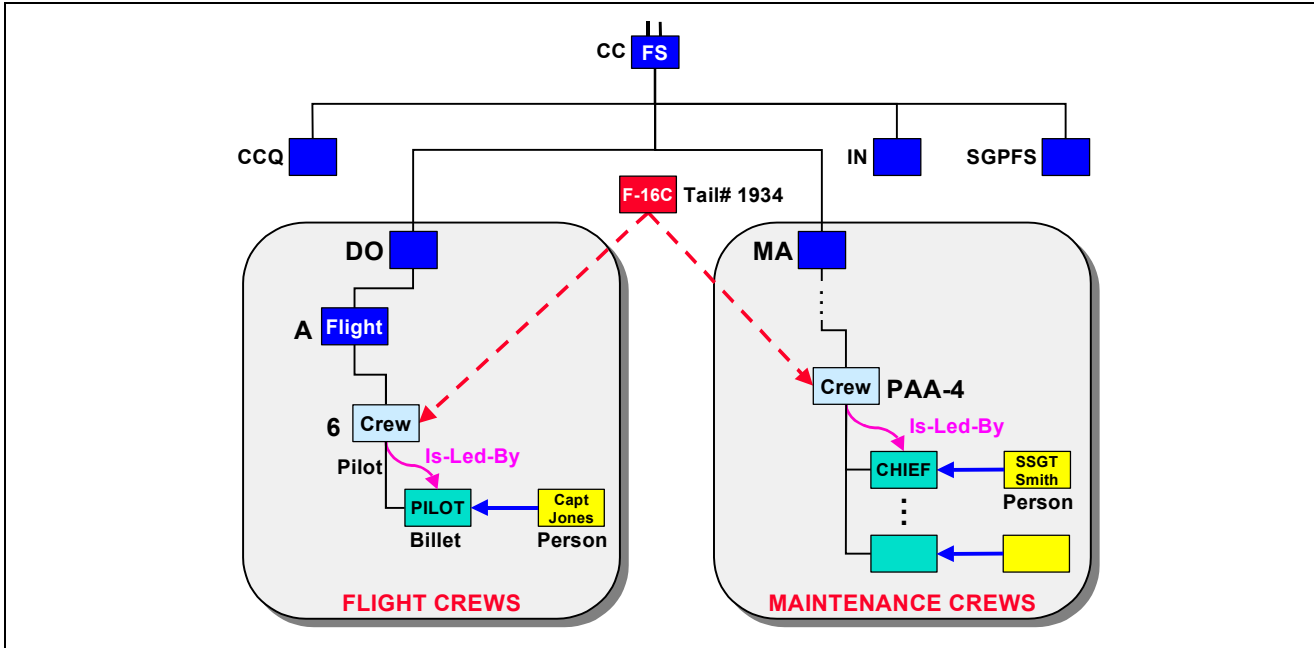 CC FS
CCQ
IN
SGPFS
F-16C Tail# 1934
DO
MA
A Flight
Crew PAA-4
6 Crew
Is-Led-By
Is-Led-By
Pilot
CHIEF
SSGT
Smith
Person
PILOT
Capt
Jones
Billet
Person
FLIGHT CREWS
MAINTENANCE CREWS